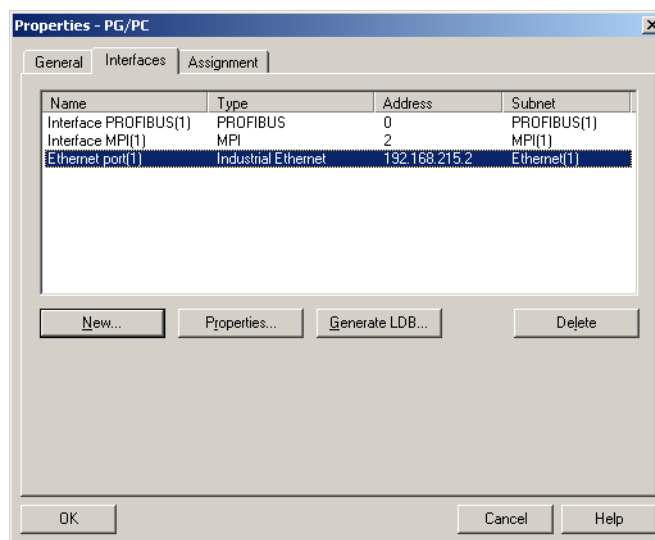 Properties - PG/PC
General Interfaces Assignment
Name Type Address Subnet
Interface PROFIBUS(1) PROFIBUS 0 PROFIBUS(1)
Interface MPI(1) MPI 2 MPI(1)
Ethernet port(1) Industrial Ethernet 192.168.215.2 Ethernet(1)
New... Properties... Generate LDB... Delete
OK Cancel Help